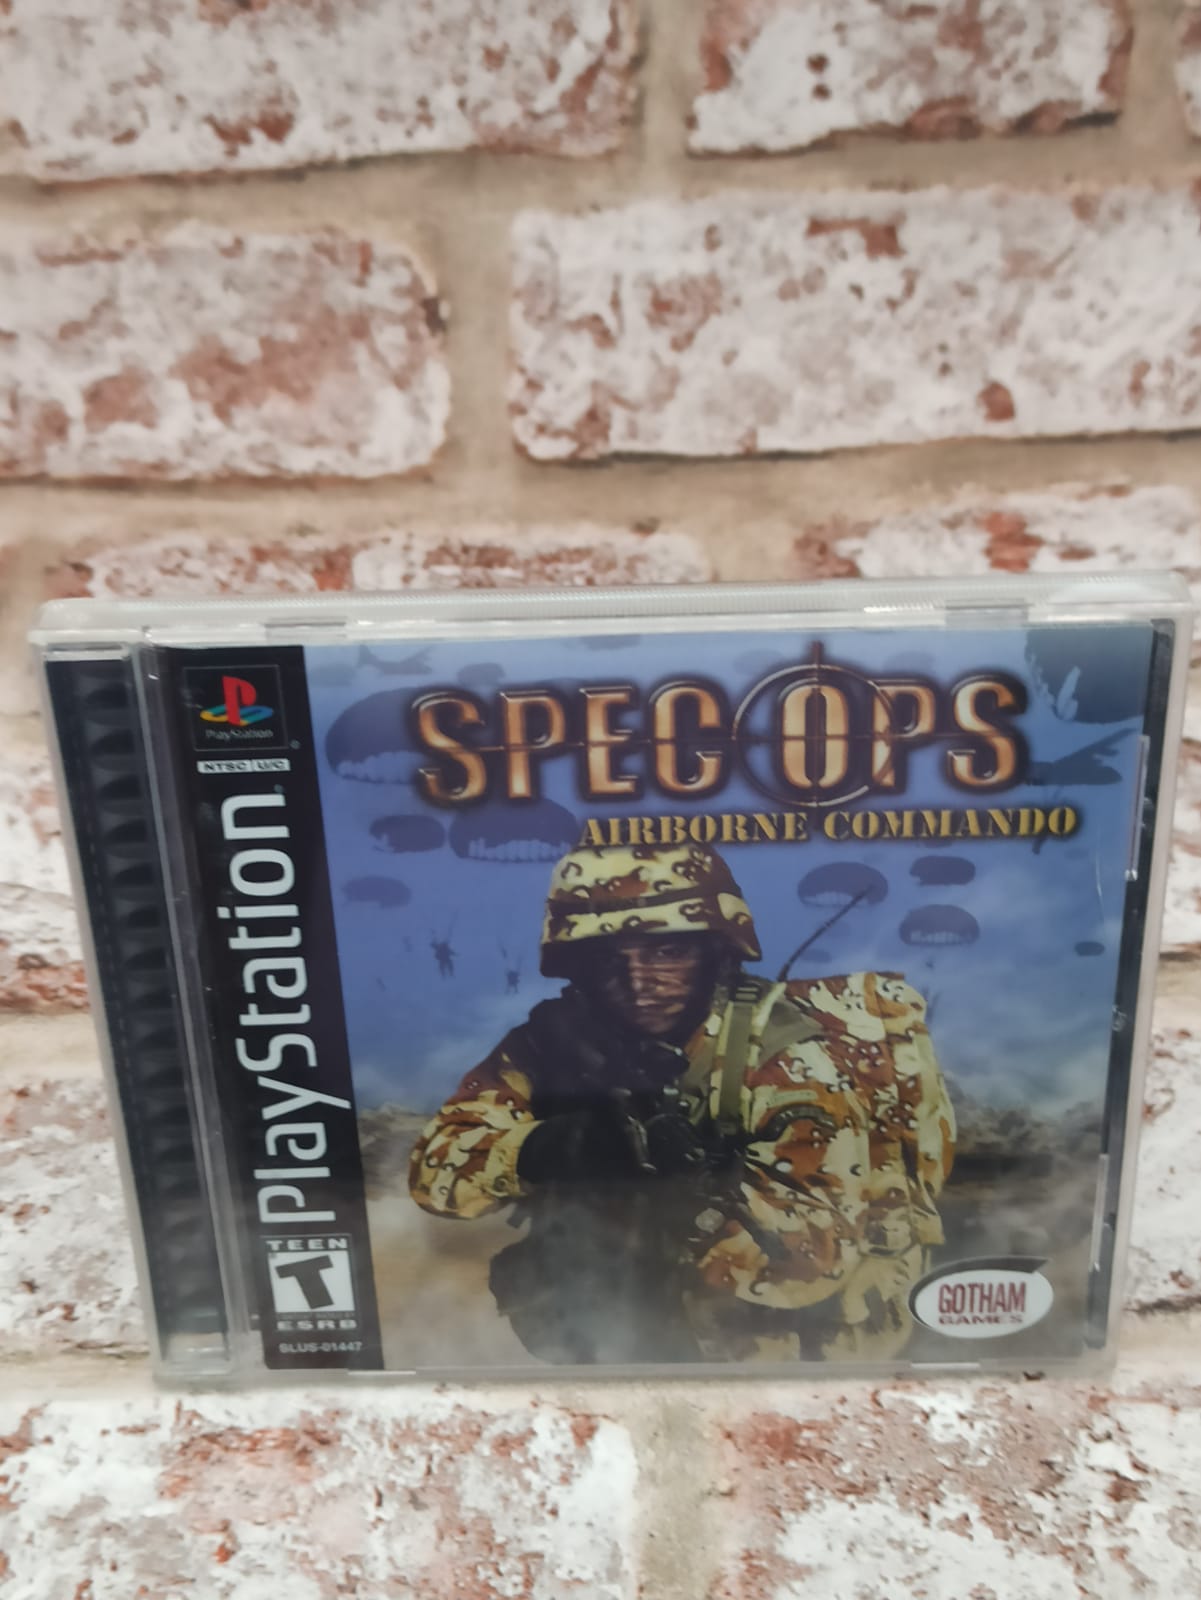 PlayStation
NTSC U/C
PlayStation
SPEC OPS
AIRBORNE COMMANDO
TEEN
T
ESRB
SLUS-01447
GOTHAM
GAMES